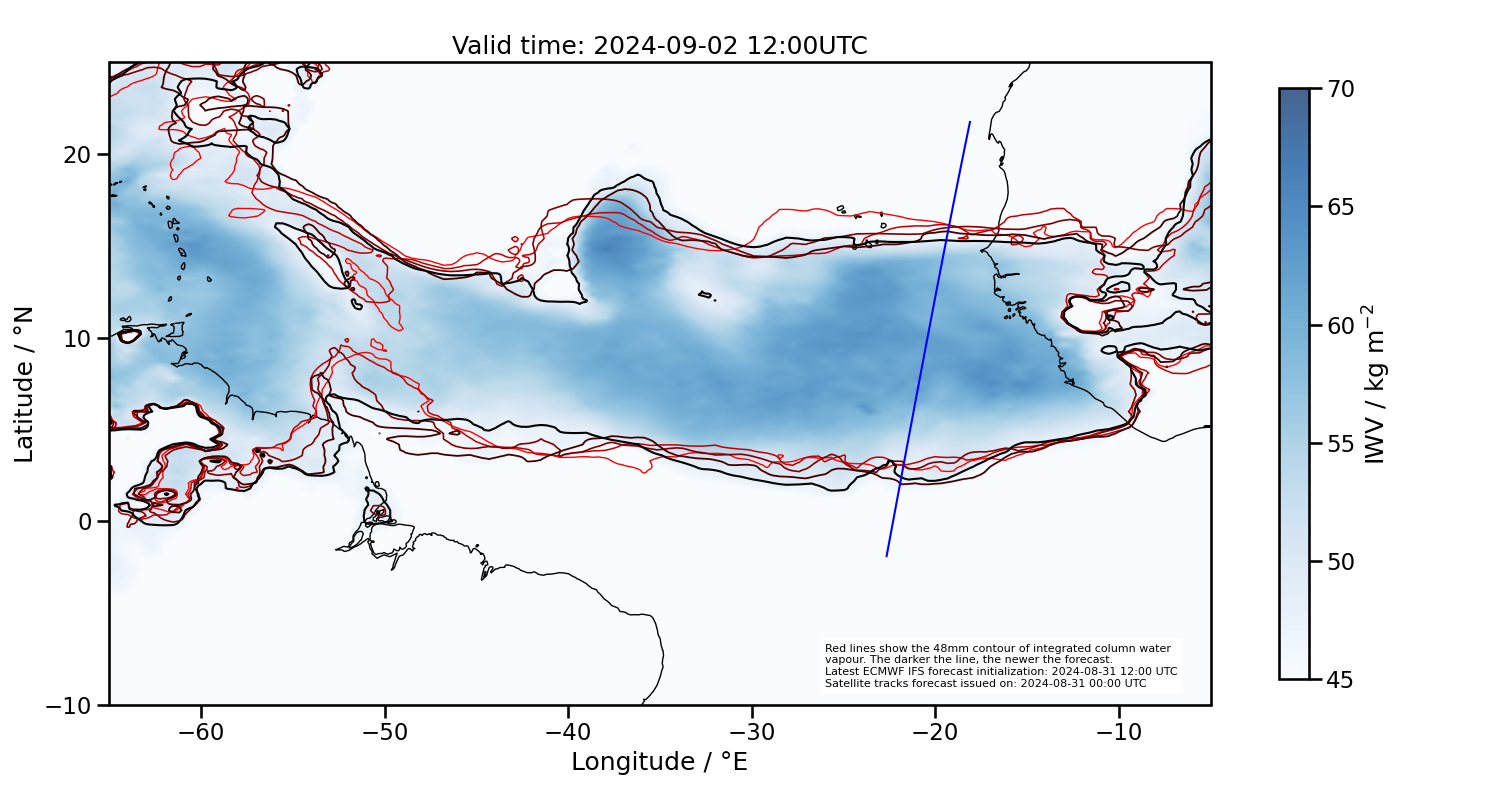 Valid time: 2024-09-02 12:00UTC
Latitude / °N
20
10
0
−10
−60
−50
−40
−30
−20
−10
Longitude / °E
Red lines show the 48mm contour of integrated column water
vapour. The darker the line, the newer the forecast.
Latest ECMWF IFS forecast initialization: 2024-08-31 12:00 UTC
Satellite tracks forecast issued on: 2024-08-31 00:00 UTC
70
65
60
55
50
45
IWV / kg m⁻²